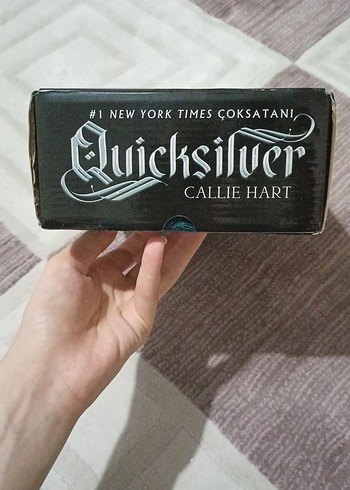 #1 NEW YORK TIMES ÇOKSATANI
Quicksilver
CALLIE HART